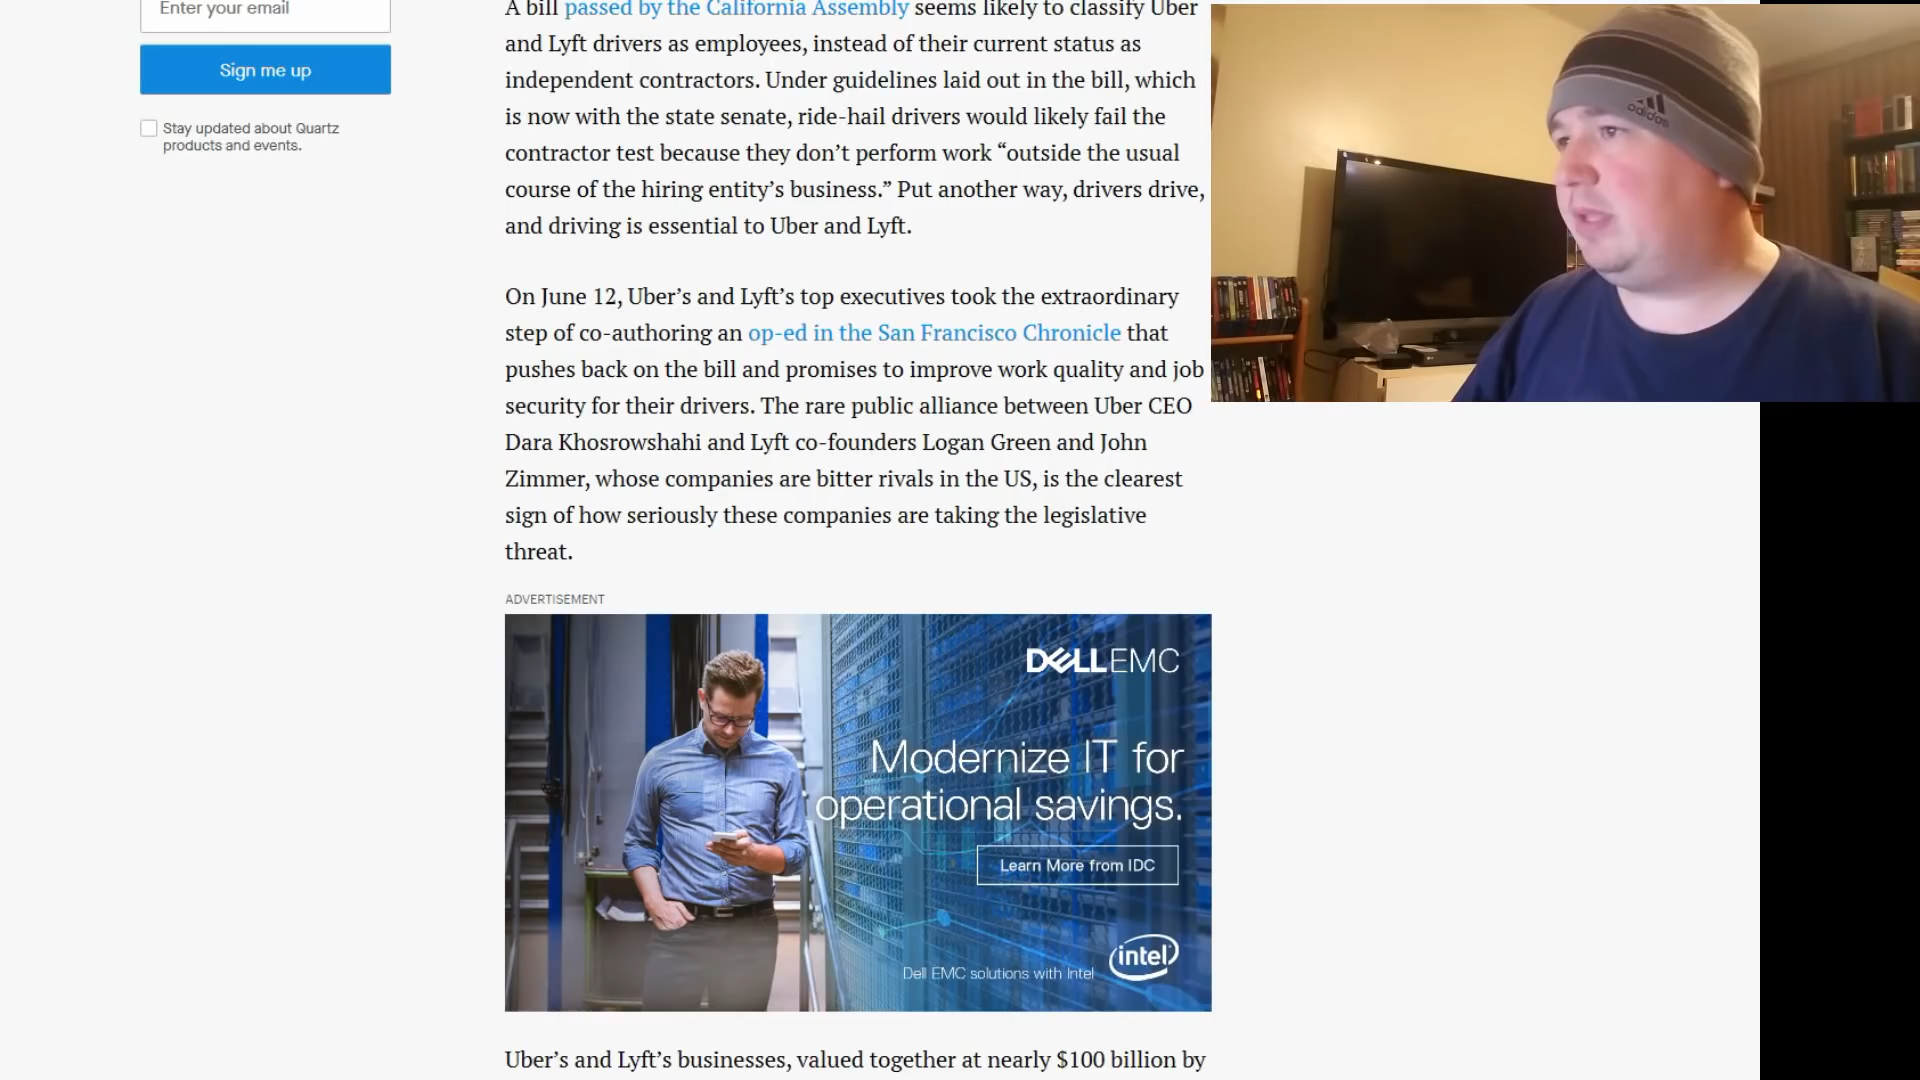 Enter your email
Sign me up
Stay updated about Quartz
products and events.
A bill passed by the California Assembly seems likely to classify Uber
and Lyft drivers as employees, instead of their current status as
independent contractors. Under guidelines laid out in the bill, which
is now with the state senate, ride-hail drivers would likely fail the
contractor test because they don’t perform work “outside the usual
course of the hiring entity’s business.” Put another way, drivers drive,
and driving is essential to Uber and Lyft.
On June 12, Uber’s and Lyft’s top executives took the extraordinary
step of co-authoring an op-ed in the San Francisco Chronicle that
pushes back on the bill and promises to improve work quality and job
security for their drivers. The rare public alliance between Uber CEO
Dara Khosrowshahi and Lyft co-founders Logan Green and John
Zimmer, whose companies are bitter rivals in the US, is the clearest
sign of how seriously these companies are taking the legislative
threat.
ADVERTISEMENT
DELLEMC
Modernize IT for
operational savings.
Learn More from IDC
Dell EMC solutions with Intel
intel
Uber’s and Lyft’s businesses, valued together at nearly $100 billion by
adidas